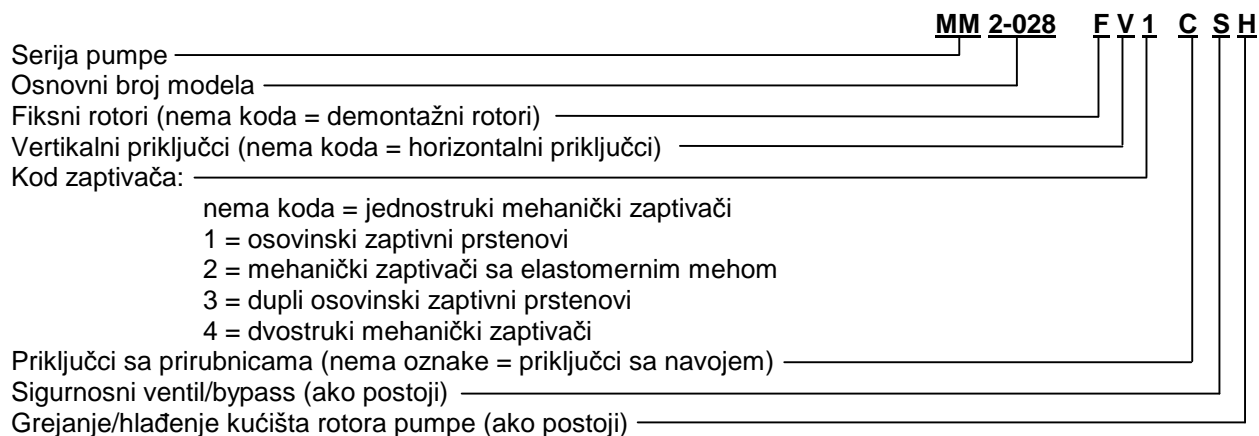 MM 2-028 F V 1 C S H
Serija pumpe
Osnovni broj modela
Fiksni rotori (nema koda = demontažni rotori)
Vertikalni priključci (nema koda = horizontalni priključci)
Kod zaptivača:
nema koda = jednostruki mehanički zaptivači
1 = osovinski zaptivni prstenovi
2 = mehanički zaptivači sa elastomernim mehom
3 = dupli osovinski zaptivni prstenovi
4 = dvostruki mehanički zaptivači
Priključci sa prirubnicama (nema oznake = priključci sa navojem)
Sigurnosni ventil/bypass (ako postoji)
Grejanje/hlađenje kućišta rotora pumpe (ako postoji)